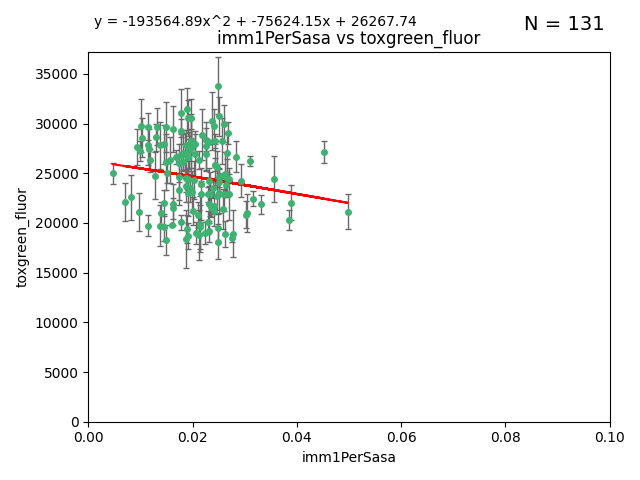 y = -193564.89x^2 + -75624.15x + 26267.74
N = 131
imm1PerSasa vs toxgreen_fluor
35000
30000
25000
20000
15000
10000
5000
0
toxgreen_fluor
0.00 0.02 0.04 0.06 0.08 0.10
imm1PerSasa